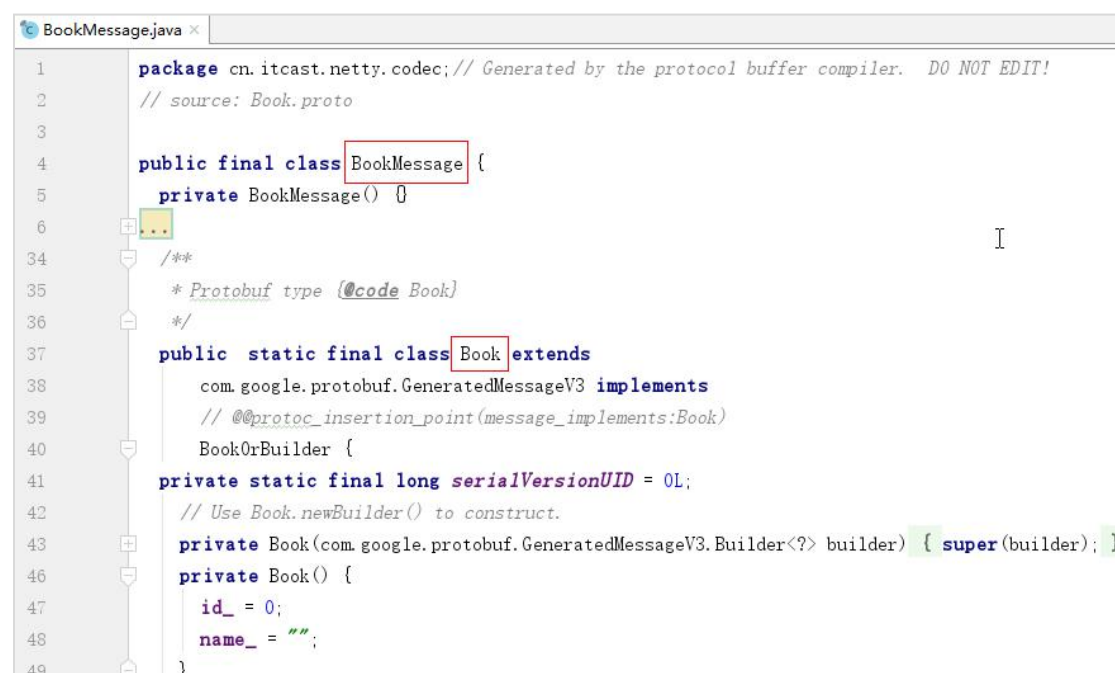 BookMessage.java
1 package cn.itcast.netty.codec;// Generated by the protocol buffer compiler.  DO NOT EDIT!
2 // source: Book.proto
3
4 public final class BookMessage {
5 private BookMessage() {}
6 ...
34 /**
35 * Protobuf type {@code Book}
36 */
37 public  static final class Book extends
38 com.google.protobuf.GeneratedMessageV3 implements
39 // @@protoc_insertion_point(message_implements:Book)
40 BookOrBuilder {
41 private static final long serialVersionUID = 0L;
42 // Use Book.newBuilder() to construct.
43 private Book(com.google.protobuf.GeneratedMessageV3.Builder<?> builder) { super(builder); }
46 private Book() {
47 id_ = 0;
48 name_ = "";
49 }